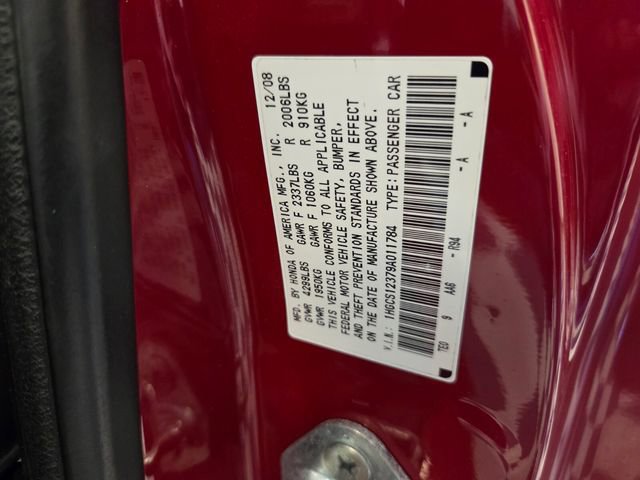 MFD. BY HONDA OF AMERICA MFG., INC. 12/08
GVWR 4299LBS GAWR F 2337LBS R 2006LBS
GVWR 1950KG GAWR F 1060KG R 910KG
THIS VEHICLE CONFORMS TO ALL APPLICABLE
FEDERAL MOTOR VEHICLE SAFETY, BUMPER,
AND THEFT PREVENTION STANDARDS IN EFFECT
ON THE DATE OF MANUFACTURE SHOWN ABOVE.
V.I.N.: 1HGCS12379A011784 TYPE: PASSENGER CAR
TE0 9 AA6 - R94 - A - A